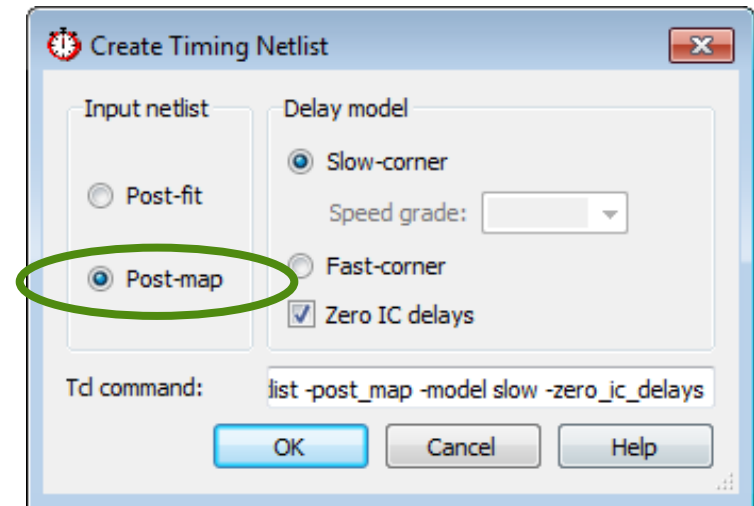 Create Timing Netlist
Input netlist
Delay model
Slow-corner
Post-fit
Speed grade:
Fast-corner
Post-map
Zero IC delays
Tcl command:
list -post_map -model slow -zero_ic_delays
OK
Cancel
Help